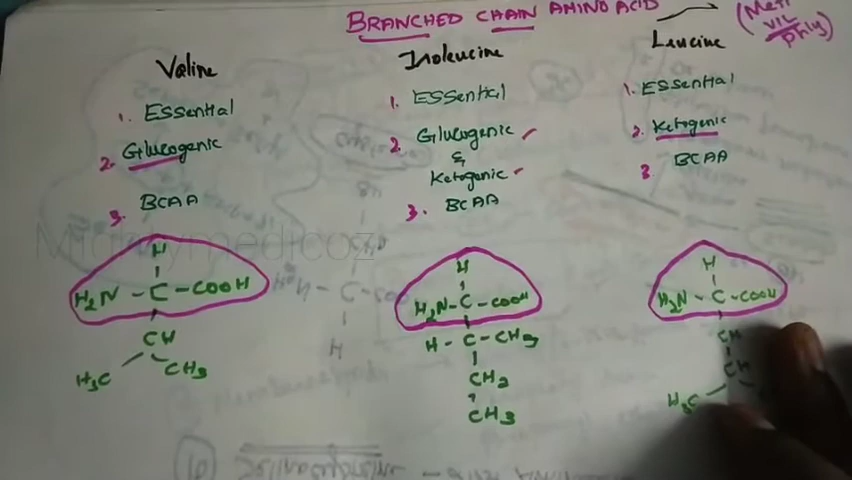 BRANCHED CHAIN AMINO ACID
(Met
VIL
Phly)
Valine
1. Essential
2. Glucogenic
3. BCAA
H
H2N - C - COOH
CH
H3C CH3
Isoleucine
1. Essential
2. Glucogenic
&
Ketogenic
3. BCAA
H
H2N - C - COOH
H - C - CH3
CH2
CH3
Leucine
1. Essential
2. Ketogenic
3. BCAA
H
H2N - C - COOH
CH
CH
H3C
Mightymedicoz